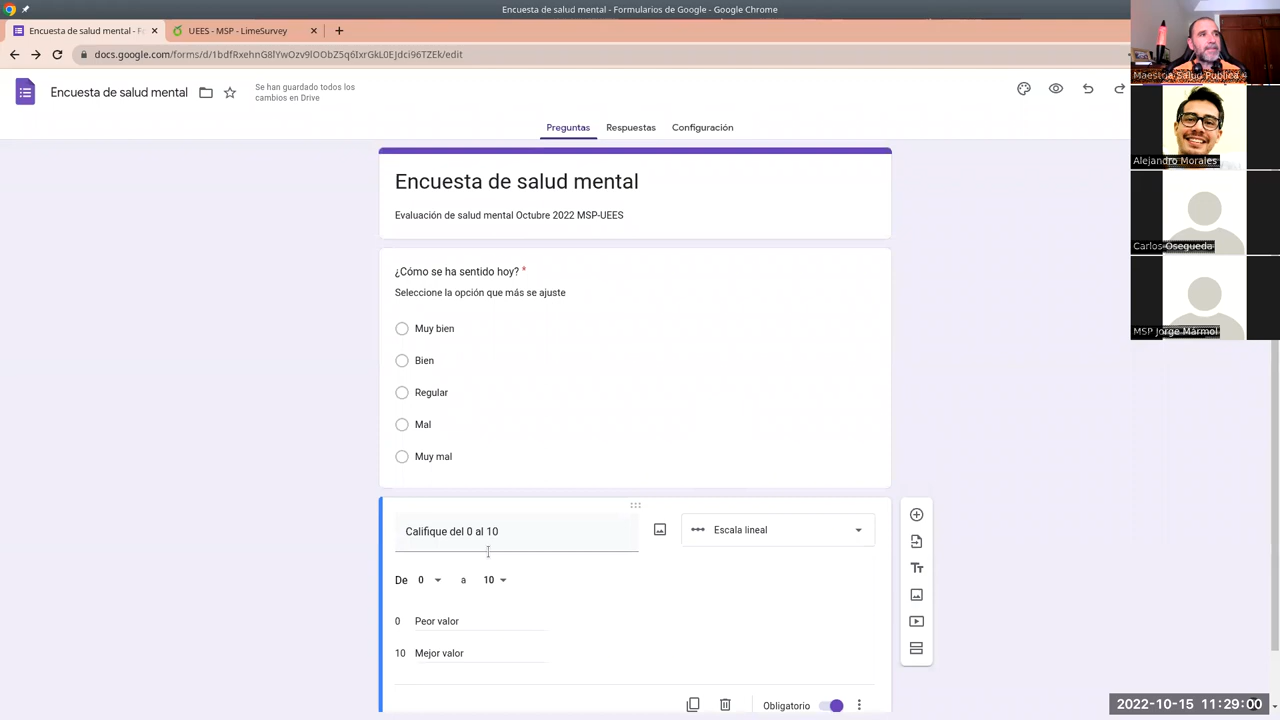 Encuesta de salud mental - Formularios de Google - Google Chrome
Encuesta de salud mental - F
UEES - MSP - LimeSurvey
docs.google.com/forms/d/1bdfRxehnG8lYwOzv9lOObZ5q6IxrGkL0EJdci96TZEk/edit
Encuesta de salud mental
Se han guardado todos los
cambios en Drive
Preguntas
Respuestas
Configuración
Encuesta de salud mental
Evaluación de salud mental Octubre 2022 MSP-UEES
¿Cómo se ha sentido hoy? *
Seleccione la opción que más se ajuste
Muy bien
Bien
Regular
Mal
Muy mal
Califique del 0 al 10
Escala lineal
De 0 a 10
0 Peor valor
10 Mejor valor
Obligatorio
Maestría Salud Publica 4
Alejandro Morales
Carlos Osegueda
MSP Jorge Mármol
2022-10-15 11:29:00